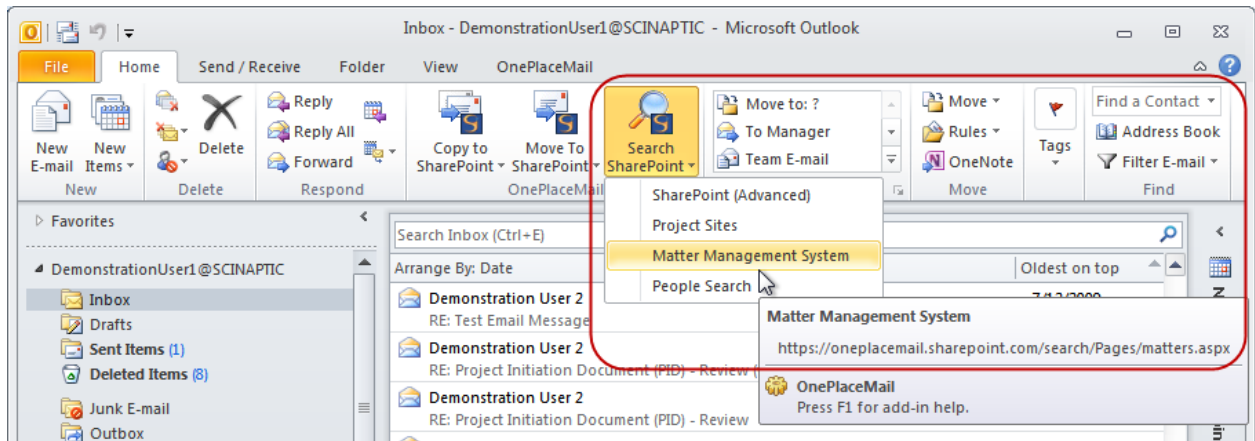 Inbox - DemonstrationUser1@SCINAPTIC - Microsoft Outlook
File Home Send / Receive Folder View OnePlaceMail
New E-mail
New Items
Delete
Reply
Reply All
Forward
Copy to SharePoint
Move To SharePoint
Search SharePoint
Move to: ?
To Manager
Team E-mail
Move
Rules
OneNote
Tags
Find a Contact
Address Book
Filter E-mail
New Delete Respond OnePlaceMail Move Find
SharePoint (Advanced)
Project Sites
Matter Management System
People Search
Favorites
DemonstrationUser1@SCINAPTIC
Inbox
Drafts
Sent Items (1)
Deleted Items (8)
Junk E-mail
Outbox
Search Inbox (Ctrl+E)
Arrange By: Date Oldest on top
Demonstration User 2
RE: Test Email Message
Demonstration User 2
RE: Project Initiation Document (PID) - Review (
Demonstration User 2
RE: Project Initiation Document (PID) - Review
Matter Management System
https://oneplacemail.sharepoint.com/search/Pages/matters.aspx
OnePlaceMail
Press F1 for add-in help.